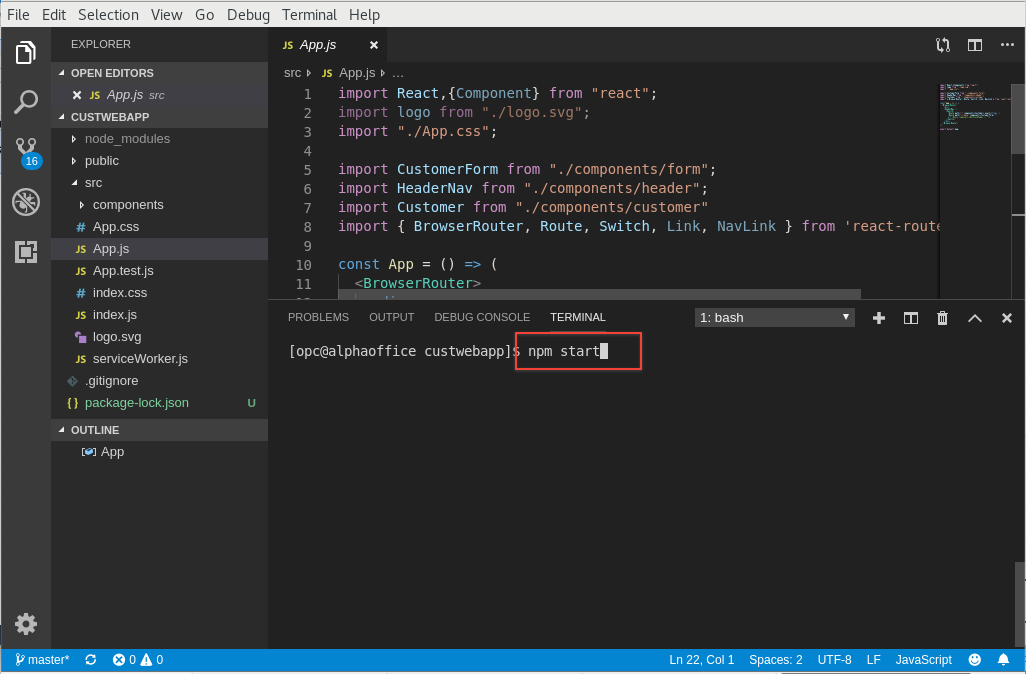 File Edit Selection View Go Debug Terminal Help
EXPLORER
OPEN EDITORS
JS App.js src
CUSTWEBAPP
node_modules
public
src
components
# App.css
JS App.js
JS App.test.js
# index.css
JS index.js
logo.svg
JS serviceWorker.js
.gitignore
{} package-lock.json U
OUTLINE
App
16
JS App.js
src JS App.js ...
1 import React,{Component} from "react";
2 import logo from "./logo.svg";
3 import "./App.css";
4
5 import CustomerForm from "./components/form";
6 import HeaderNav from "./components/header";
7 import Customer from "./components/customer"
8 import { BrowserRouter, Route, Switch, Link, NavLink } from 'react-route
9
10 const App = () => (
11 <BrowserRouter>
PROBLEMS OUTPUT DEBUG CONSOLE TERMINAL 1: bash
[opc@alphaoffice custwebapp]$ npm start
master* 0 0 Ln 22, Col 1 Spaces: 2 UTF-8 LF JavaScript